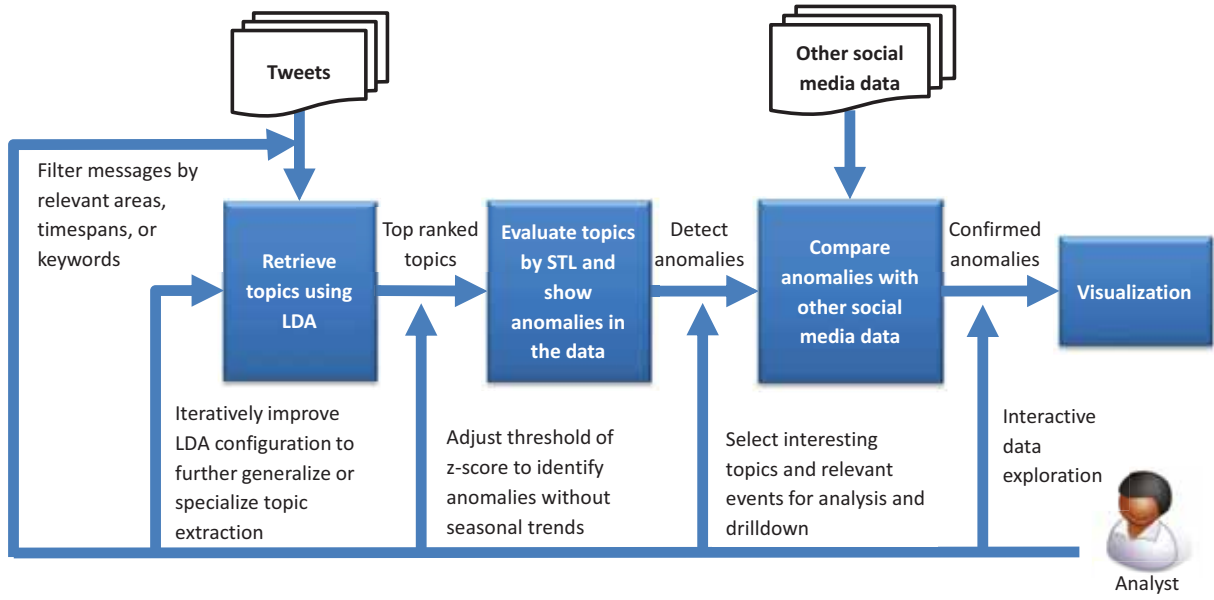 Tweets
Other social
media data
Filter messages by
relevant areas,
timespans, or
keywords
Retrieve
topics using
LDA
Top ranked
topics
Evaluate topics
by STL and
show
anomalies in
the data
Detect
anomalies
Compare
anomalies with
other social
media data
Confirmed
anomalies
Visualization
Iteratively improve
LDA configuration to
further generalize or
specialize topic
extraction
Adjust threshold of
z-score to identify
anomalies without
seasonal trends
Select interesting
topics and relevant
events for analysis and
drilldown
Interactive
data
exploration
Analyst